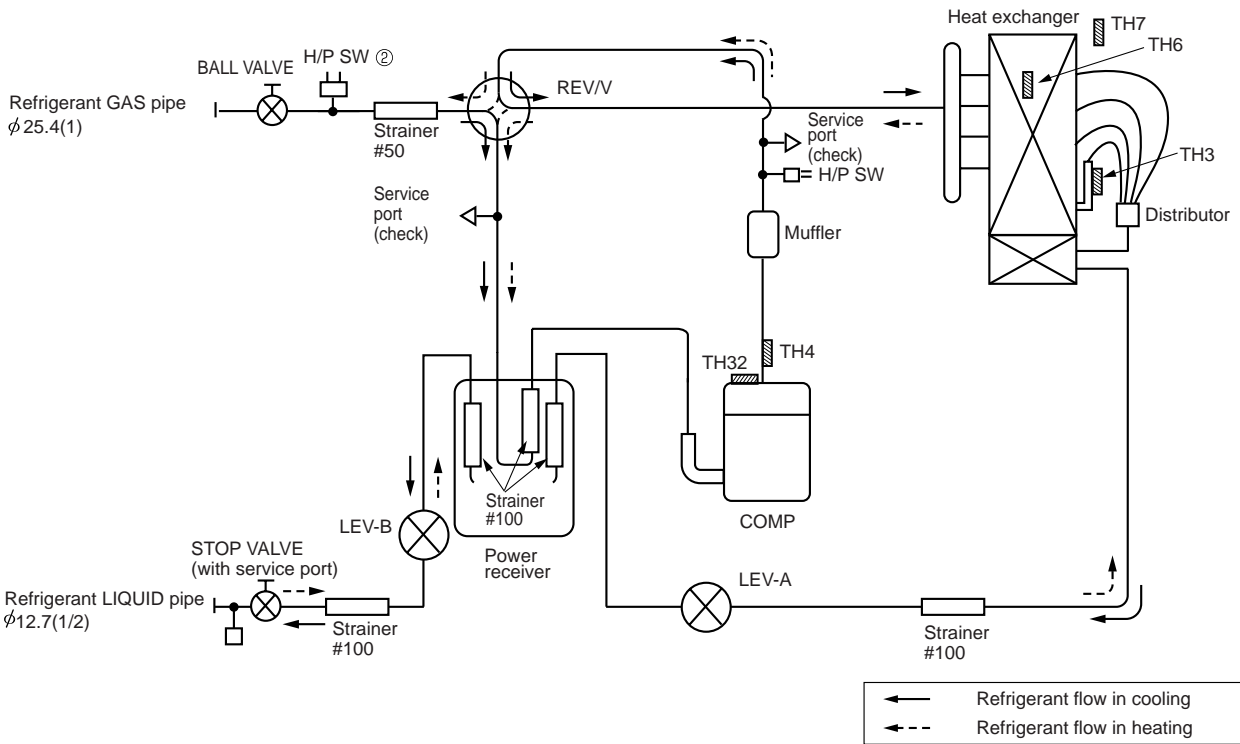 Heat exchanger
TH7
TH6
H/P SW ②
BALL VALVE
REV/V
Refrigerant GAS pipe
ϕ25.4(1)
Strainer
#50
Service
port
(check)
H/P SW
TH3
Service
port
(check)
Distributor
Muffler
TH4
TH32
Strainer
#100
COMP
LEV-B
Power
receiver
STOP VALVE
(with service port)
LEV-A
Refrigerant LIQUID pipe
ϕ12.7(1/2)
Strainer
#100
Strainer
#100
Refrigerant flow in cooling
Refrigerant flow in heating